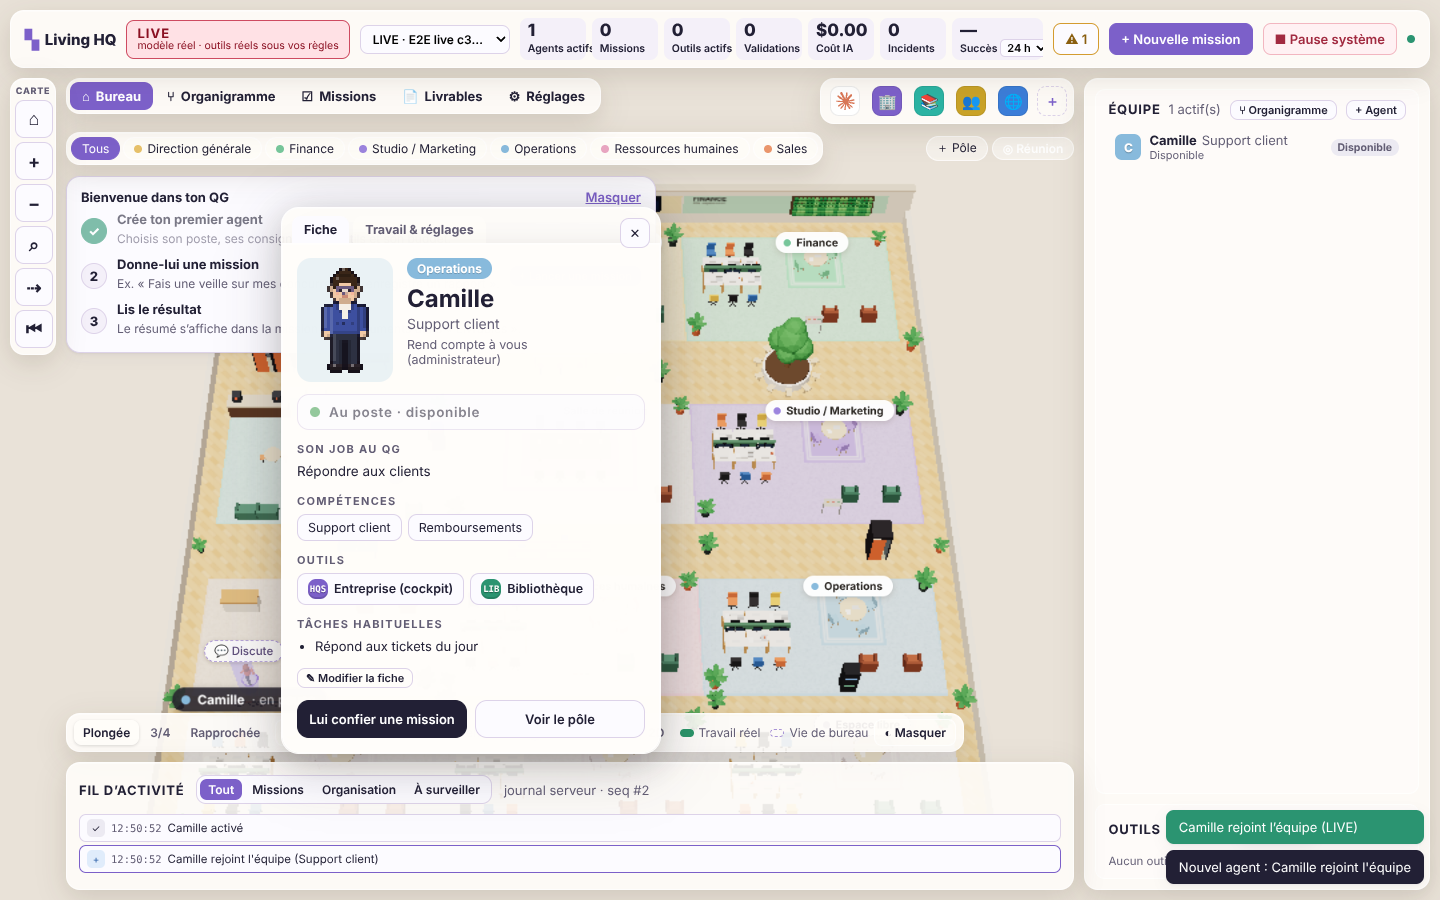 Living HQ
LIVE
modèle réel · outils réels sous vos règles
LIVE · E2E live c3...
1
Agents actifs
0
Missions
0
Outils actifs
0
Validations
$0.00
Coût IA
0
Incidents
—
Succès
24 h
1
+ Nouvelle mission
Pause système
CARTE
Bureau
Organigramme
Missions
Livrables
Réglages
Tous
Direction générale
Finance
Studio / Marketing
Operations
Ressources humaines
Sales
+ Pôle
Réunion
Bienvenue dans ton QG
Masquer
Crée ton premier agent
Choisis son poste, ses consig
2
Donne-lui une mission
Ex. « Fais une veille sur mes
3
Lis le résultat
Le résumé s’affiche dans la m
Fiche
Travail & réglages
Operations
Camille
Support client
Rend compte à vous
(administrateur)
Au poste · disponible
SON JOB AU QG
Répondre aux clients
COMPÉTENCES
Support client
Remboursements
OUTILS
HQS Entreprise (cockpit)
LIB Bibliothèque
TÂCHES HABITUELLES
• Répond aux tickets du jour
Modifier la fiche
Lui confier une mission
Voir le pôle
FINANCE
Finance
Studio / Marketing
Operations
Discute
Camille · en p
Plongée
3/4
Rapprochée
Travail réel
Vie de bureau
Masquer
FIL D’ACTIVITÉ
Tout
Missions
Organisation
À surveiller
journal serveur · seq #2
12:50:52 Camille activé
12:50:52 Camille rejoint l'équipe (Support client)
ÉQUIPE
1 actif(s)
Organigramme
+ Agent
C
Camille Support client
Disponible
Disponible
OUTILS
Aucun outi
Camille rejoint l’équipe (LIVE)
Nouvel agent : Camille rejoint l'équipe